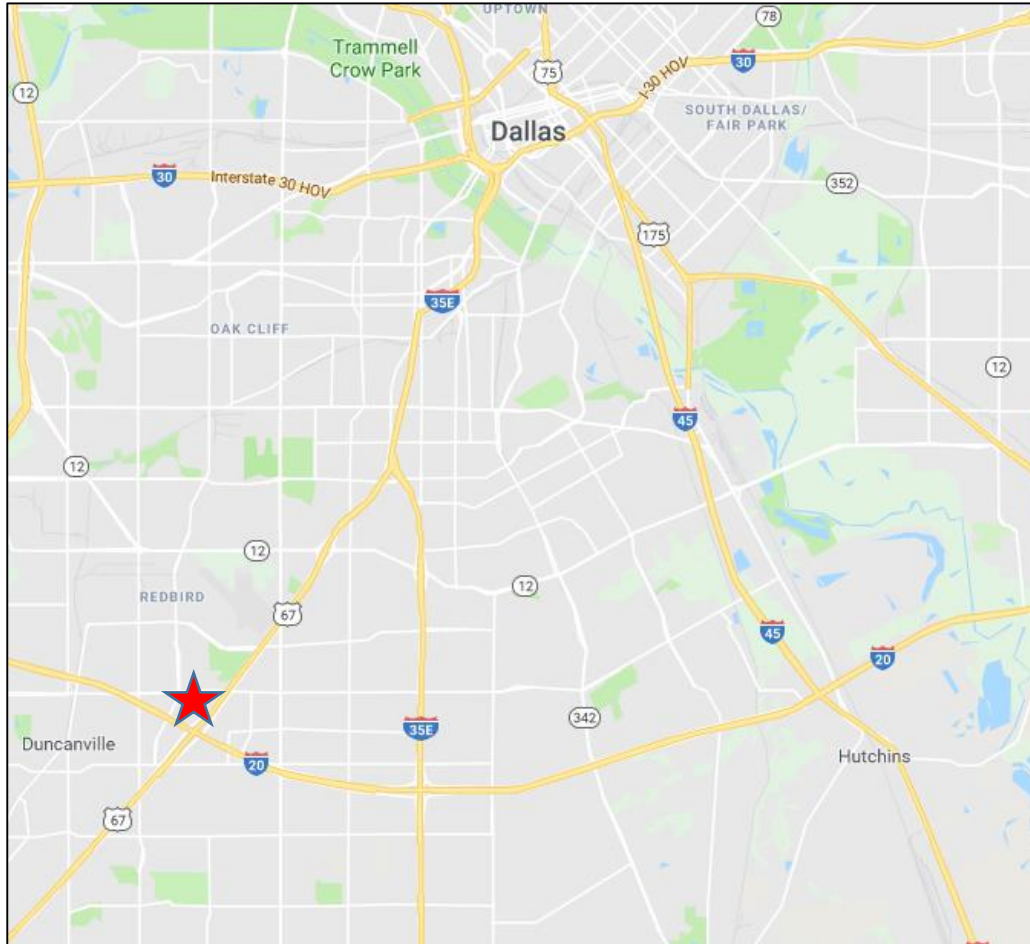 UPTOWN
78
Trammell
Crow Park
75
30
I-30 HOV
12
SOUTH DALLAS/
FAIR PARK
Dallas
30
Interstate 30 HOV
352
175
35E
OAK CLIFF
12
45
12
12
12
REDBIRD
67
45
20
342
35E
Duncanville
20
Hutchins
67